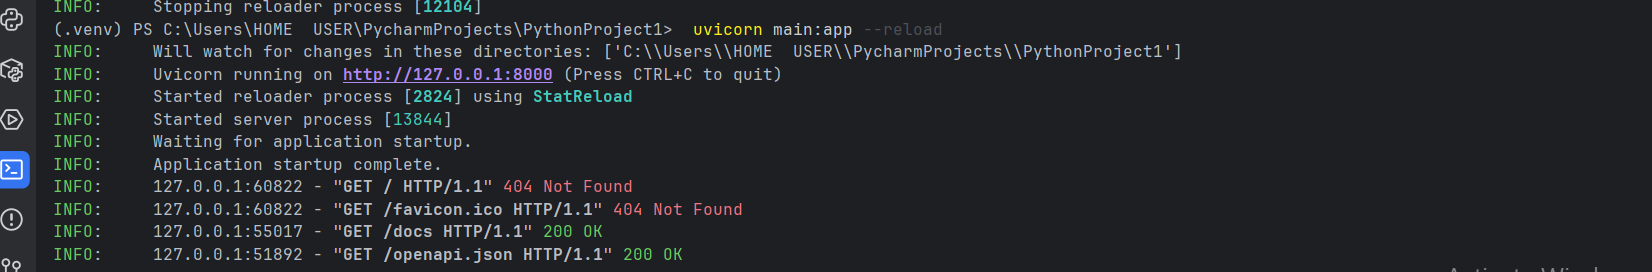 INFO:     Stopping reloader process [12104]
(.venv) PS C:\Users\HOME  USER\PycharmProjects\PythonProject1>  uvicorn main:app --reload
INFO:     Will watch for changes in these directories: ['C:\\Users\\HOME  USER\\PycharmProjects\\PythonProject1']
INFO:     Uvicorn running on http://127.0.0.1:8000 (Press CTRL+C to quit)
INFO:     Started reloader process [2824] using StatReload
INFO:     Started server process [13844]
INFO:     Waiting for application startup.
INFO:     Application startup complete.
INFO:     127.0.0.1:60822 - "GET / HTTP/1.1" 404 Not Found
INFO:     127.0.0.1:60822 - "GET /favicon.ico HTTP/1.1" 404 Not Found
INFO:     127.0.0.1:55017 - "GET /docs HTTP/1.1" 200 OK
INFO:     127.0.0.1:51892 - "GET /openapi.json HTTP/1.1" 200 OK